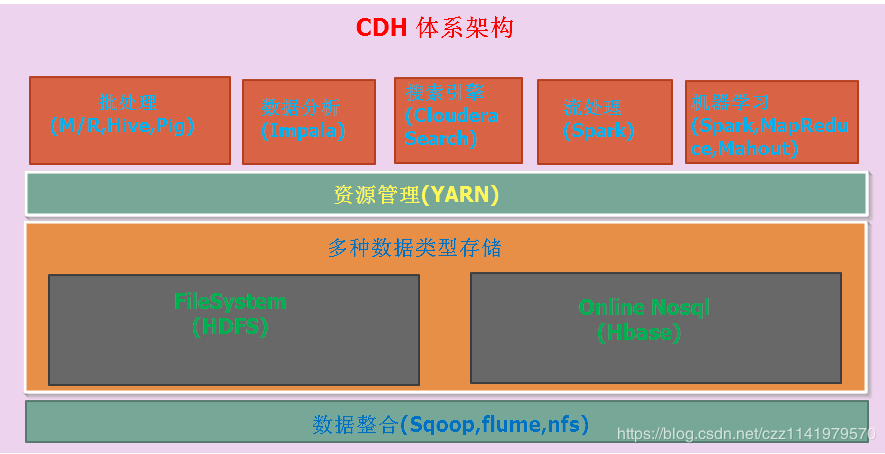 CDH 体系架构
批处理
(M/R,Hive,Pig)
数据分析
(Impala)
搜索引擎
(Cloudera
Search)
流处理
(Spark)
机器学习
(Spark,MapRedu
ce,Mahout)
资源管理(YARN)
多种数据类型存储
FileSystem
(HDFS)
Online Nosql
(Hbase)
数据整合(Sqoop,flume,nfs)
https://blog.csdn.net/czz1141979570